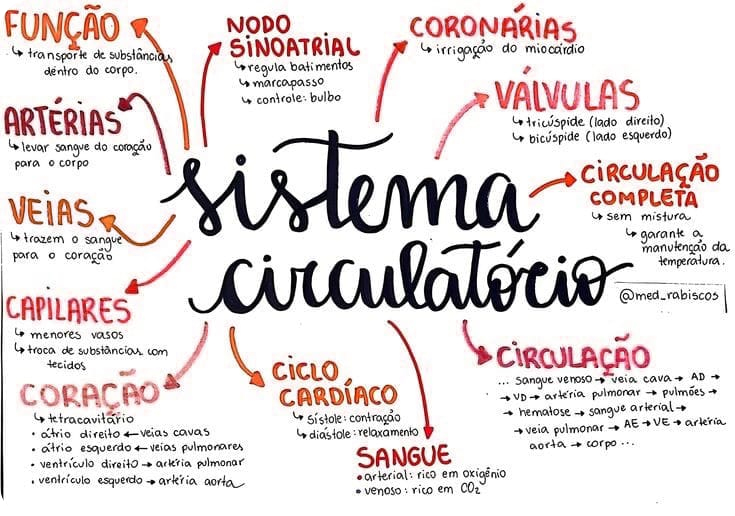 FUNÇÃO
↳ transporte de substâncias
dentro do corpo.
NODO
SINOATRIAL
↳ regula batimentos
↳ marcapasso
↳ controle: bulbo
CORONÁRIAS
↳ irrigação do miocárdio
VÁLVULAS
↳ tricúspide (lado direito)
↳ bicúspide (lado esquerdo)
ARTÉRIAS
↳ levar sangue do coração
para o corpo
sistema
circulatório
CIRCULAÇÃO
COMPLETA
↳ sem mistura
↳ garante a
manutenção da
temperatura.
VEIAS
↳ trazem o sangue
para o coração
@med_rabiscos
CAPILARES
↳ menores vasos
↳ troca de substâncias com
tecidos
CORAÇÃO
↳ tetracavitário
• átrio direito ← veias cavas
• átrio esquerdo ← veias pulmonares
• ventrículo direito → artéria pulmonar
• ventrículo esquerdo → artéria aorta
CICLO
CARDÍACO
↳ sístole: contração
↳ diástole: relaxamento
SANGUE
• arterial: rico em oxigênio
• venoso: rico em CO₂
CIRCULAÇÃO
... sangue venoso → veia cava → AD →
→ VD → artéria pulmonar → pulmões →
→ hematose → sangue arterial →
→ veia pulmonar → AE → VE → artéria
aorta → corpo ...